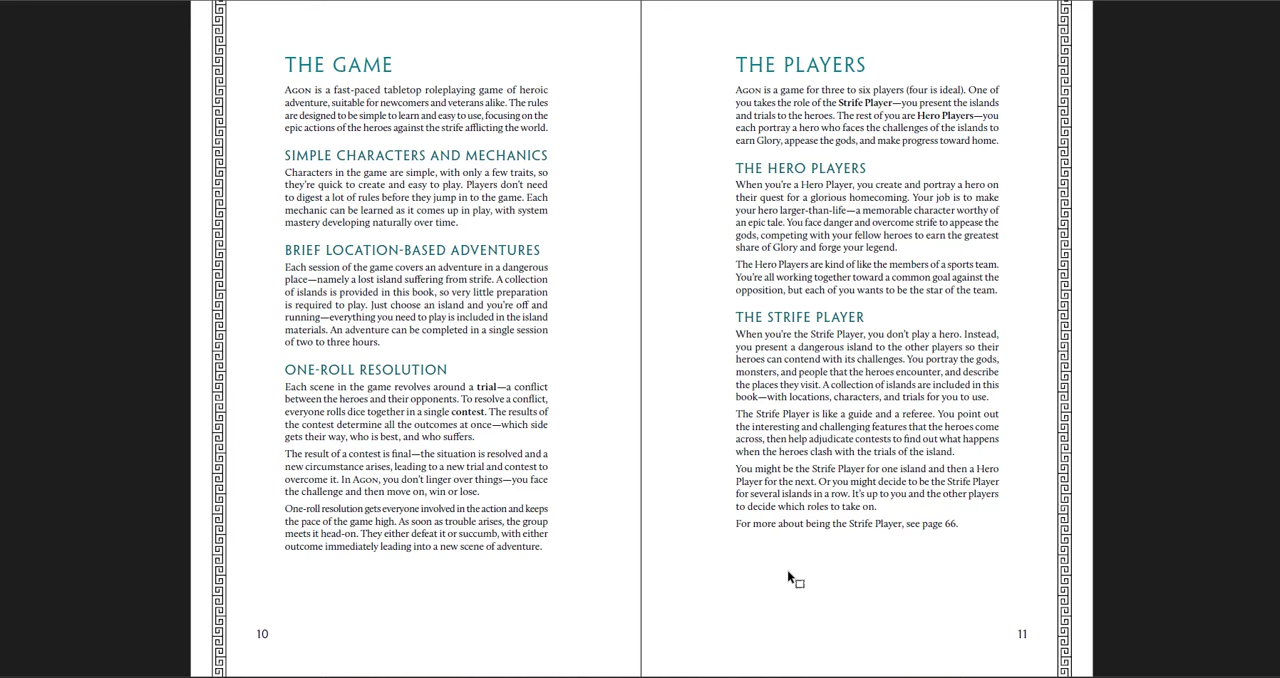 THE GAME
AGON is a fast-paced tabletop roleplaying game of heroic
adventure, suitable for newcomers and veterans alike. The rules
are designed to be simple to learn and easy to use, focusing on the
epic actions of the heroes against the strife afflicting the world.
SIMPLE CHARACTERS AND MECHANICS
Characters in the game are simple, with only a few traits, so
they're quick to create and easy to play. Players don't need
to digest a lot of rules before they jump in to the game. Each
mechanic can be learned as it comes up in play, with system
mastery developing naturally over time.
BRIEF LOCATION-BASED ADVENTURES
Each session of the game covers an adventure in a dangerous
place—namely a lost island suffering from strife. A collection
of islands is provided in this book, so very little preparation
is required to play. Just choose an island and you're off and
running—everything you need to play is included in the island
materials. An adventure can be completed in a single session
of two to three hours.
ONE-ROLL RESOLUTION
Each scene in the game revolves around a trial—a conflict
between the heroes and their opponents. To resolve a conflict,
everyone rolls dice together in a single contest. The results of
the contest determine all the outcomes at once—which side
gets their way, who is best, and who suffers.
The result of a contest is final—the situation is resolved and a
new circumstance arises, leading to a new trial and contest to
overcome it. In AGON, you don't linger over things—you face
the challenge and then move on, win or lose.
One-roll resolution gets everyone involved in the action and keeps
the pace of the game high. As soon as trouble arises, the group
meets it head-on. They either defeat it or succumb, with either
outcome immediately leading into a new scene of adventure.
10
THE PLAYERS
AGON is a game for three to six players (four is ideal). One of
you takes the role of the Strife Player—you present the islands
and trials to the heroes. The rest of you are Hero Players—you
each portray a hero who faces the challenges of the islands to
earn Glory, appease the gods, and make progress toward home.
THE HERO PLAYERS
When you're a Hero Player, you create and portray a hero on
their quest for a glorious homecoming. Your job is to make
your hero larger-than-life—a memorable character worthy of
an epic tale. You face danger and overcome strife to appease the
gods, competing with your fellow heroes to earn the greatest
share of Glory and forge your legend.
The Hero Players are kind of like the members of a sports team.
You're all working together toward a common goal against the
opposition, but each of you wants to be the star of the team.
THE STRIFE PLAYER
When you're the Strife Player, you don't play a hero. Instead,
you present a dangerous island to the other players so their
heroes can contend with its challenges. You portray the gods,
monsters, and people that the heroes encounter, and describe
the places they visit. A collection of islands are included in this
book—with locations, characters, and trials for you to use.
The Strife Player is like a guide and a referee. You point out
the interesting and challenging features that the heroes come
across, then help adjudicate contests to find out what happens
when the heroes clash with the trials of the island.
You might be the Strife Player for one island and then a Hero
Player for the next. Or you might decide to be the Strife Player
for several islands in a row. It's up to you and the other players
to decide which roles to take on.
For more about being the Strife Player, see page 66.
11